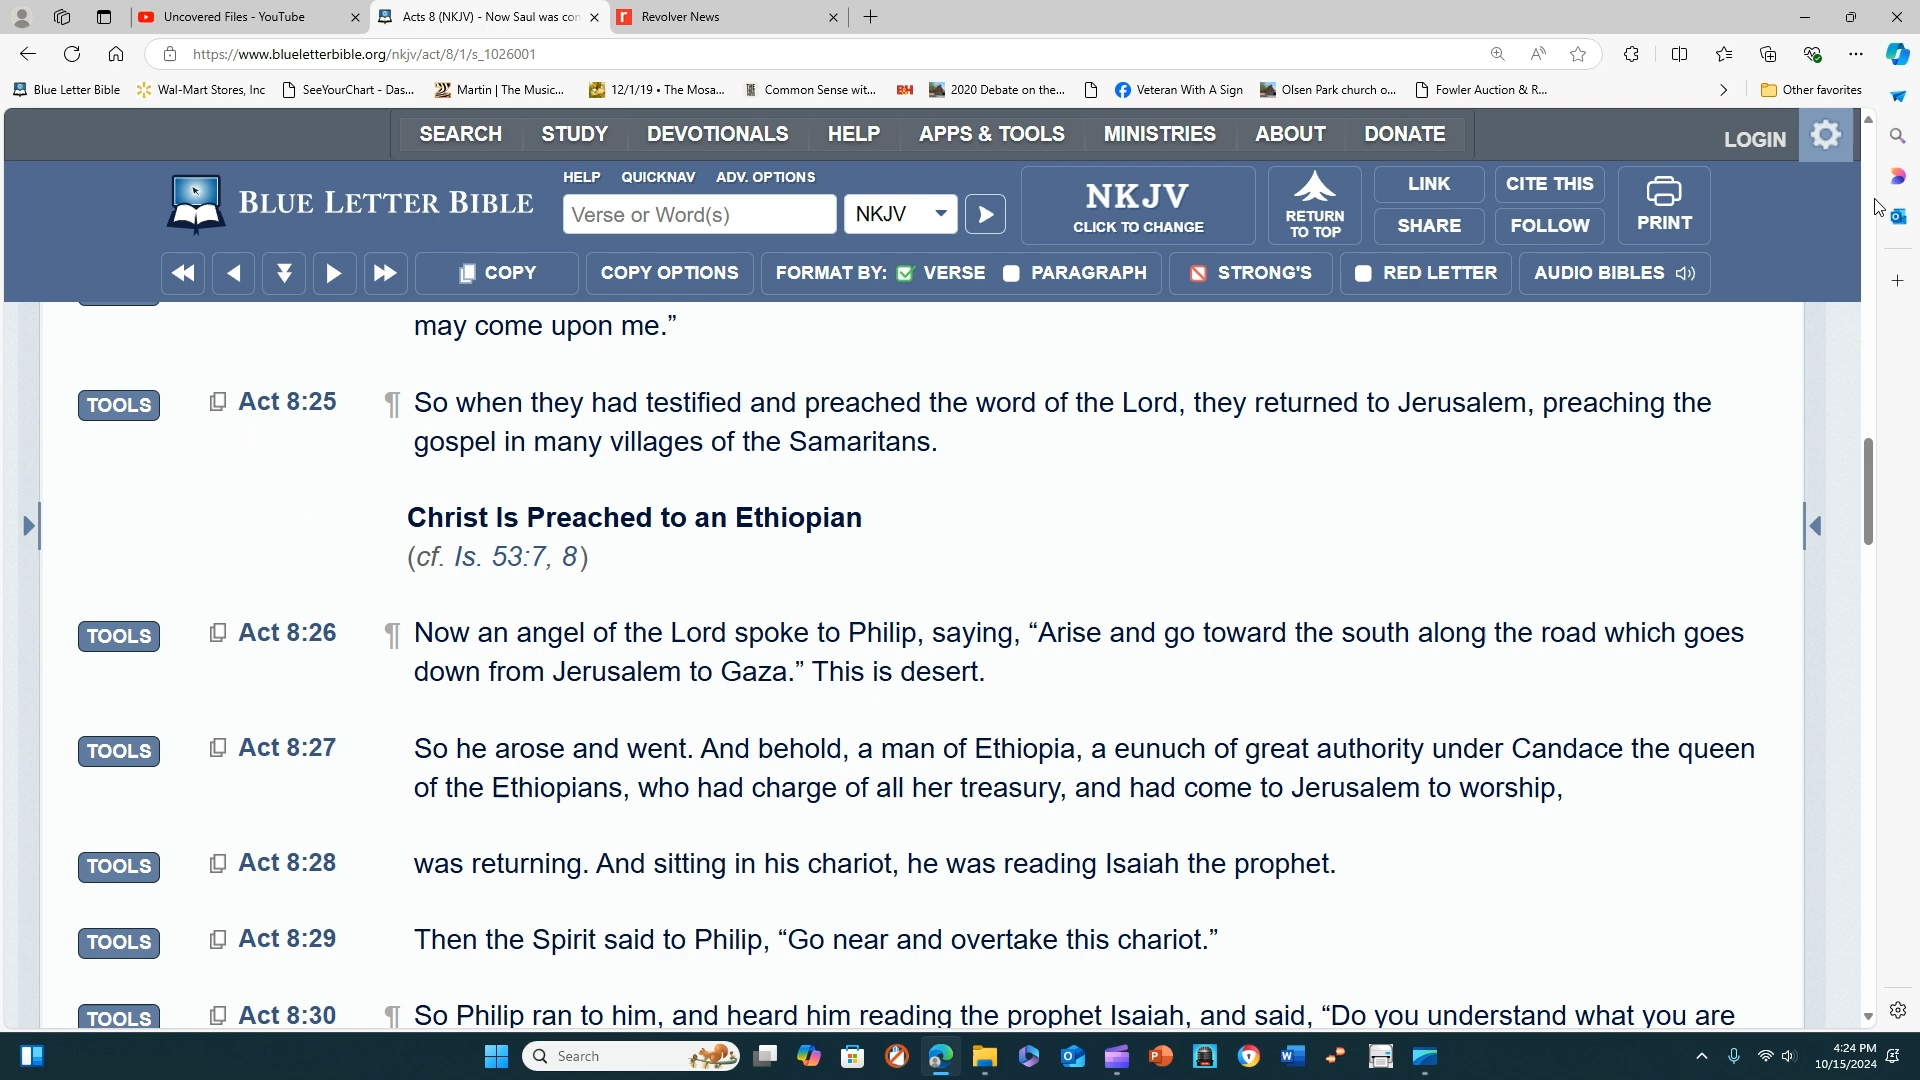 Uncovered Files - YouTube
Acts 8 (NKJV) - Now Saul was con
Revolver News
https://www.blueletterbible.org/nkjv/act/8/1/s_1026001
Blue Letter Bible
Wal-Mart Stores, Inc
SeeYourChart - Das...
Martin | The Music...
12/1/19 • The Mosa...
Common Sense wit...
BH
2020 Debate on the...
Veteran With A Sign
Olsen Park church o...
Fowler Auction & R...
Other favorites
SEARCH STUDY DEVOTIONALS HELP APPS & TOOLS MINISTRIES ABOUT DONATE
LOGIN
BLUE LETTER BIBLE
HELP QUICKNAV ADV. OPTIONS
Verse or Word(s)
NKJV
NKJV
CLICK TO CHANGE
RETURN
TO TOP
LINK
CITE THIS
SHARE
FOLLOW
PRINT
COPY
COPY OPTIONS
FORMAT BY: VERSE PARAGRAPH
STRONG'S
RED LETTER
AUDIO BIBLES
may come upon me.”
TOOLS Act 8:25 ¶ So when they had testified and preached the word of the Lord, they returned to Jerusalem, preaching the
gospel in many villages of the Samaritans.
Christ Is Preached to an Ethiopian
(cf. Is. 53:7, 8)
TOOLS Act 8:26 ¶ Now an angel of the Lord spoke to Philip, saying, “Arise and go toward the south along the road which goes
down from Jerusalem to Gaza.” This is desert.
TOOLS Act 8:27 So he arose and went. And behold, a man of Ethiopia, a eunuch of great authority under Candace the queen
of the Ethiopians, who had charge of all her treasury, and had come to Jerusalem to worship,
TOOLS Act 8:28 was returning. And sitting in his chariot, he was reading Isaiah the prophet.
TOOLS Act 8:29 Then the Spirit said to Philip, “Go near and overtake this chariot.”
TOOLS Act 8:30 ¶ So Philip ran to him, and heard him reading the prophet Isaiah, and said, “Do you understand what you are
Search
4:24 PM
10/15/2024